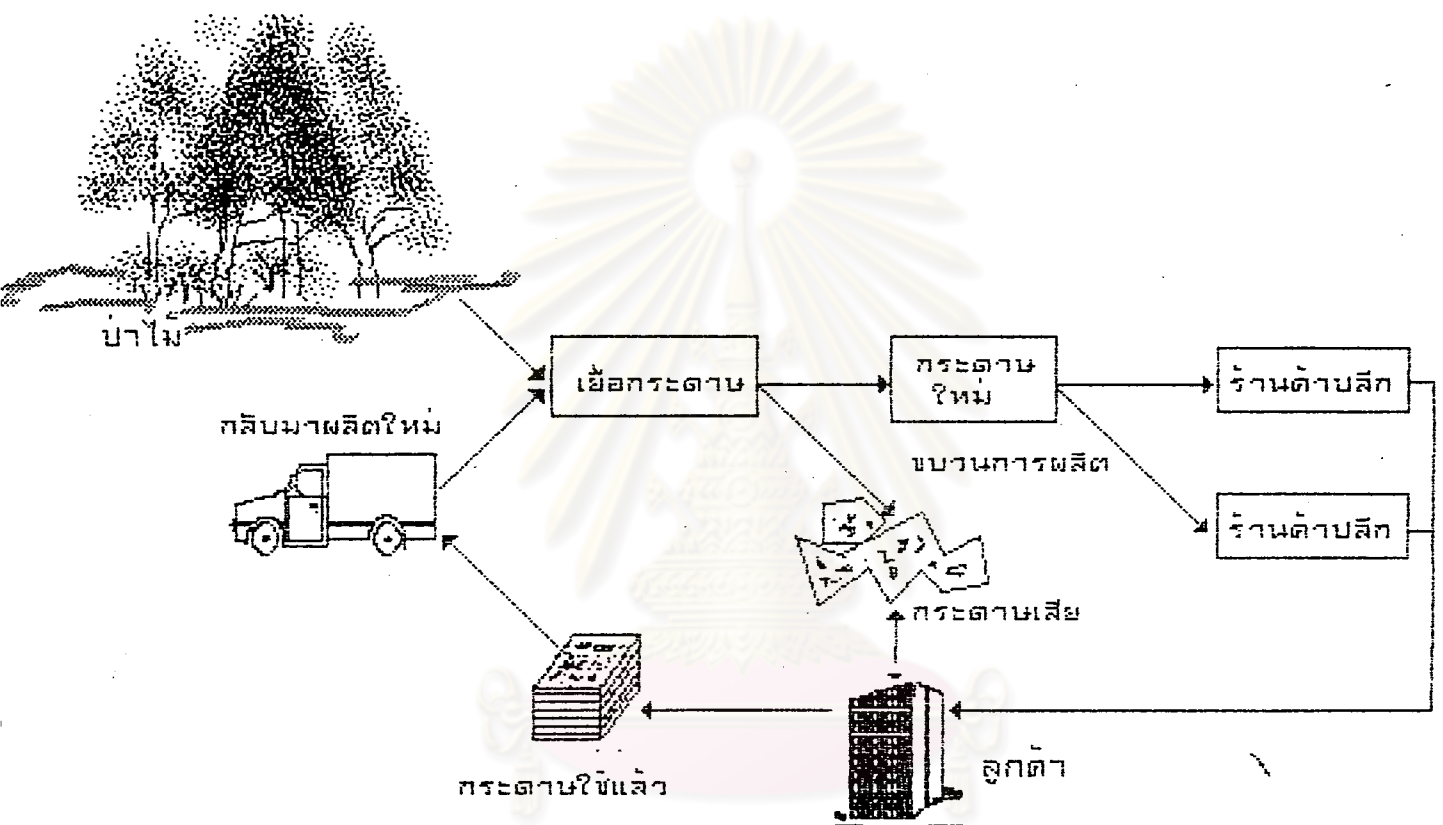 ป่าไม้
เยื่อกระดาษ
กระดาษ
ใหม่
ร้านค้าปลีก
กลับมาผลิตใหม่
ขบวนการผลิต
ร้านค้าปลีก
กระดาษเสีย
ลูกค้า
กระดาษใช้แล้ว